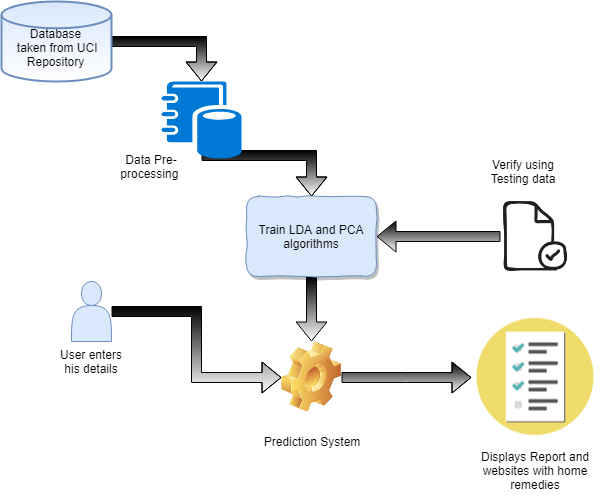 Database
taken from UCI
Repository
Data Pre-
processing
Verify using
Testing data
Train LDA and PCA
algorithms
User enters
his details
Prediction System
Displays Report and
websites with home
remedies